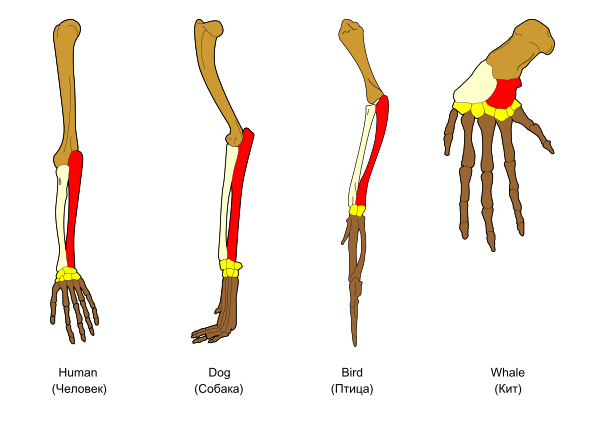 Human
(Человек)
Dog
(Собака)
Bird
(Птица)
Whale
(Кит)